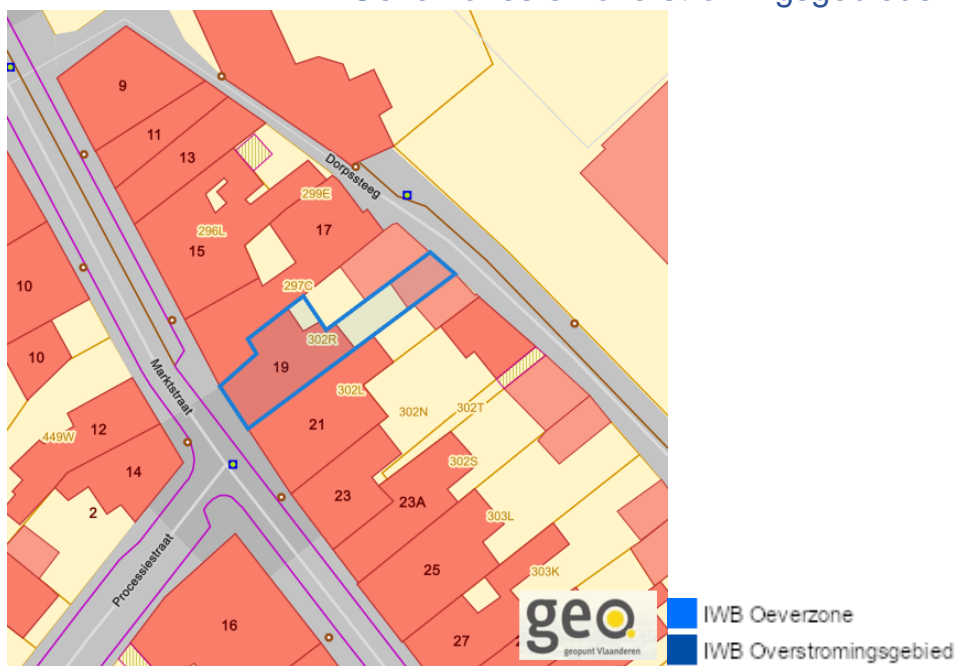 9
11
13
Dorpssteeg
299E
17
296L
15
10
297C
302R
10
19
Marktstraat
302L
302N
302T
12
449W
21
14
302S
23
23A
2
303L
Processiestraat
25
303K
16
27
geo.
geopunt Vlaanderen
IWB Oeverzone
IWB Overstromingsgebied